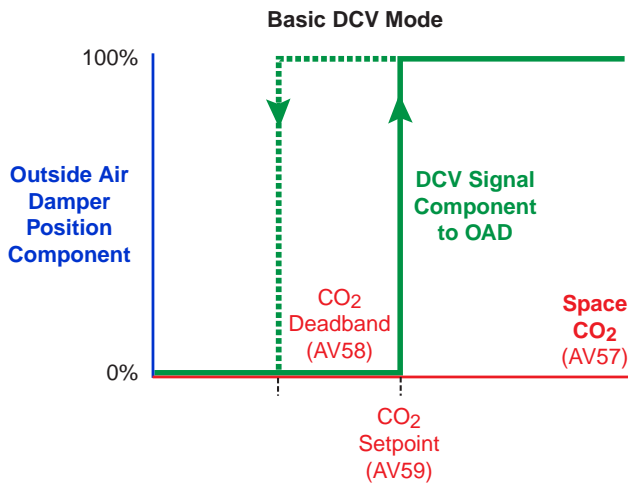 Basic DCV Mode
100%
Outside Air
Damper
Position
Component
DCV Signal
Component
to OAD
CO2
Deadband
(AV58)
Space
CO2
(AV57)
0%
CO2
Setpoint
(AV59)